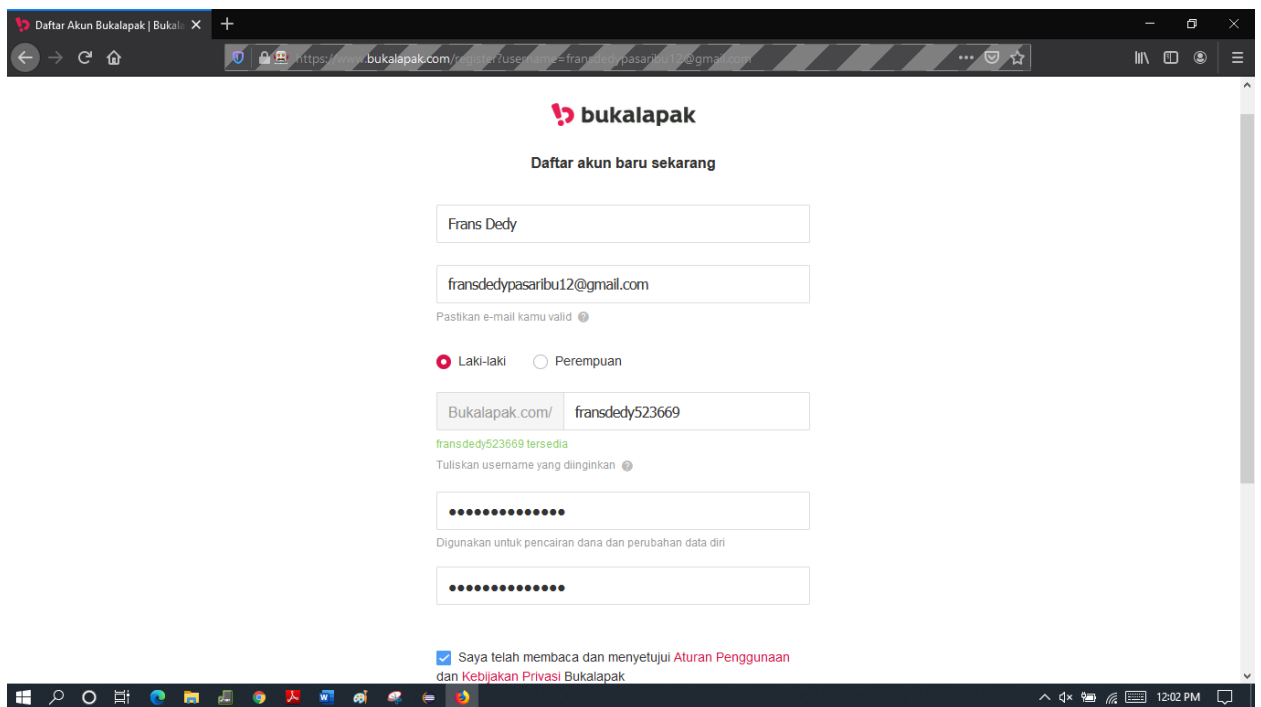 Daftar Akun Bukalapak | Bukala
https://www.bukalapak.com/register?username=fransdedypasaribu12@gmail.com
bukalapak
Daftar akun baru sekarang
Frans Dedy
fransdedypasaribu12@gmail.com
Pastikan e-mail kamu valid ?
Laki-laki Perempuan
Bukalapak.com/ fransdedy523669
fransdedy523669 tersedia
Tuliskan username yang diinginkan ?
●●●●●●●●●●●●●●
Digunakan untuk pencairan dana dan perubahan data diri
●●●●●●●●●●●●●●
Saya telah membaca dan menyetujui Aturan Penggunaan
dan Kebijakan Privasi Bukalapak
12:02 PM